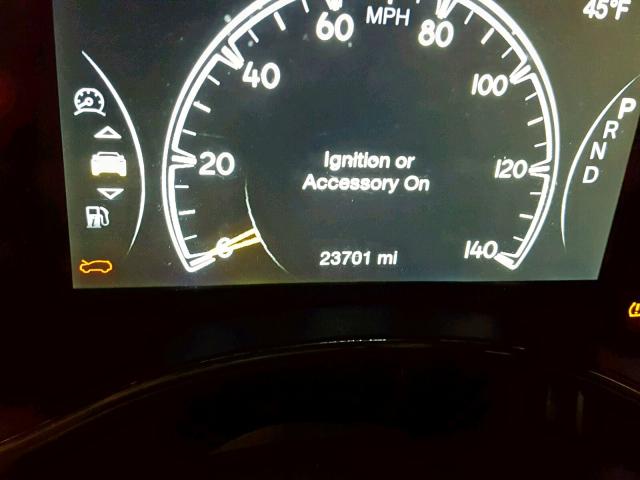 45°F
MPH
60
80
40
100
20
120
0
140
P
R
N
D
Ignition or
Accessory On
23701 mi